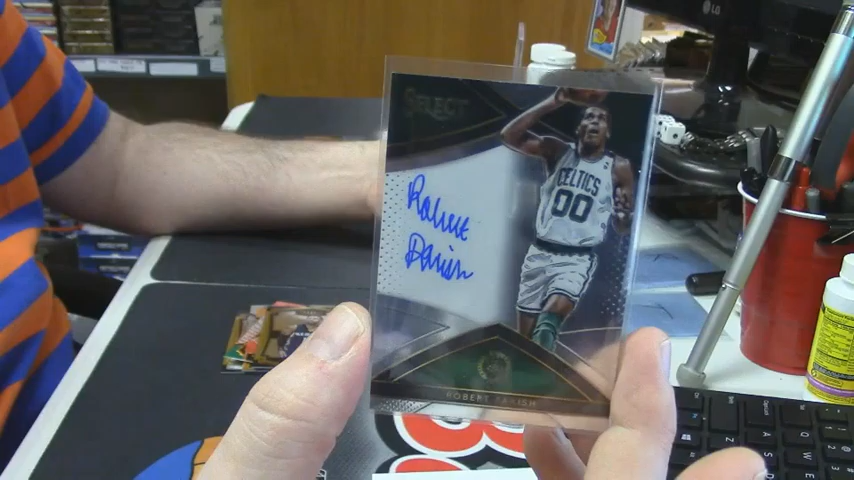 LG
SELECT
CELTICS
00
Robert
Parish
ROBERT PARISH